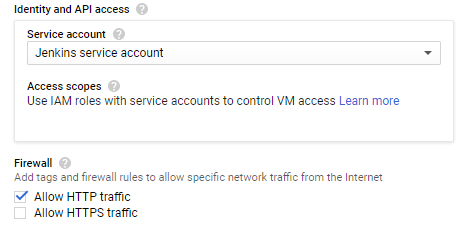 Identity and API access ?
Service account ?
Jenkins service account
Access scopes ?
Use IAM roles with service accounts to control VM access Learn more
Firewall ?
Add tags and firewall rules to allow specific network traffic from the Internet
Allow HTTP traffic
Allow HTTPS traffic